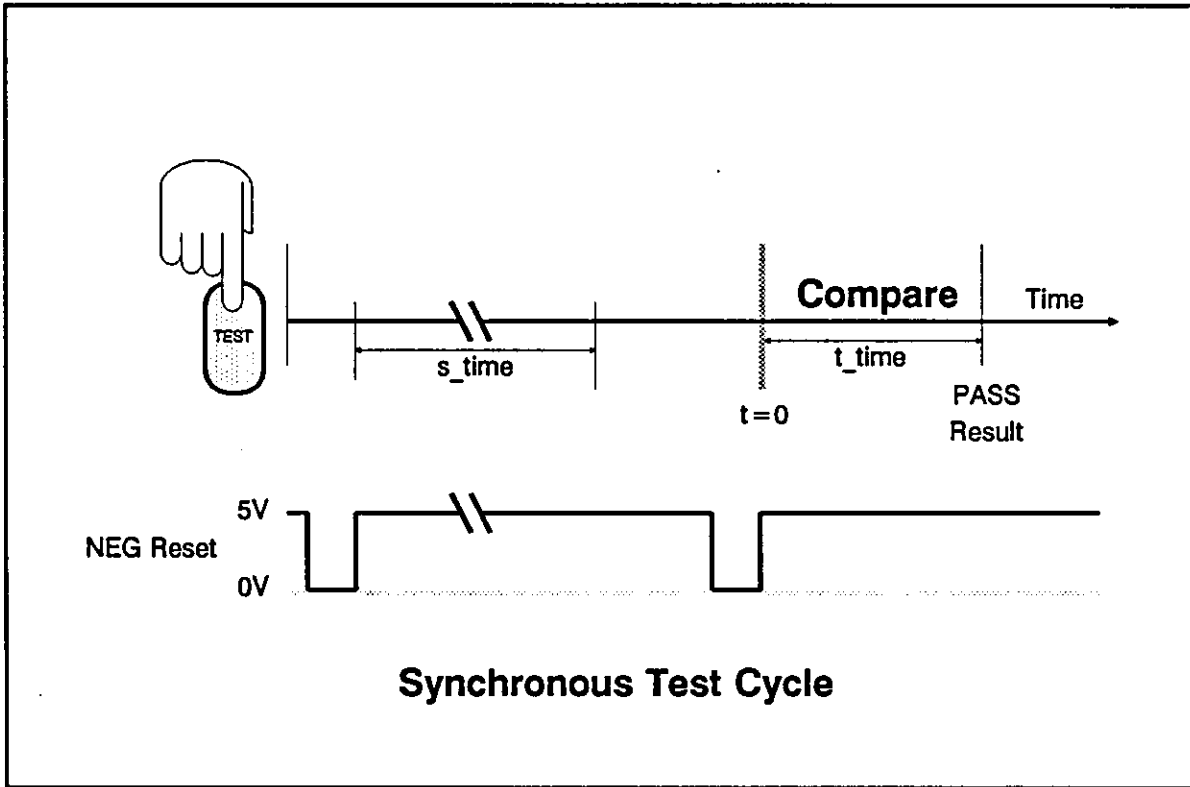 TEST
Compare
Time
s_time
t_time
t=0
PASS
Result
5V
NEG Reset
0V
Synchronous Test Cycle